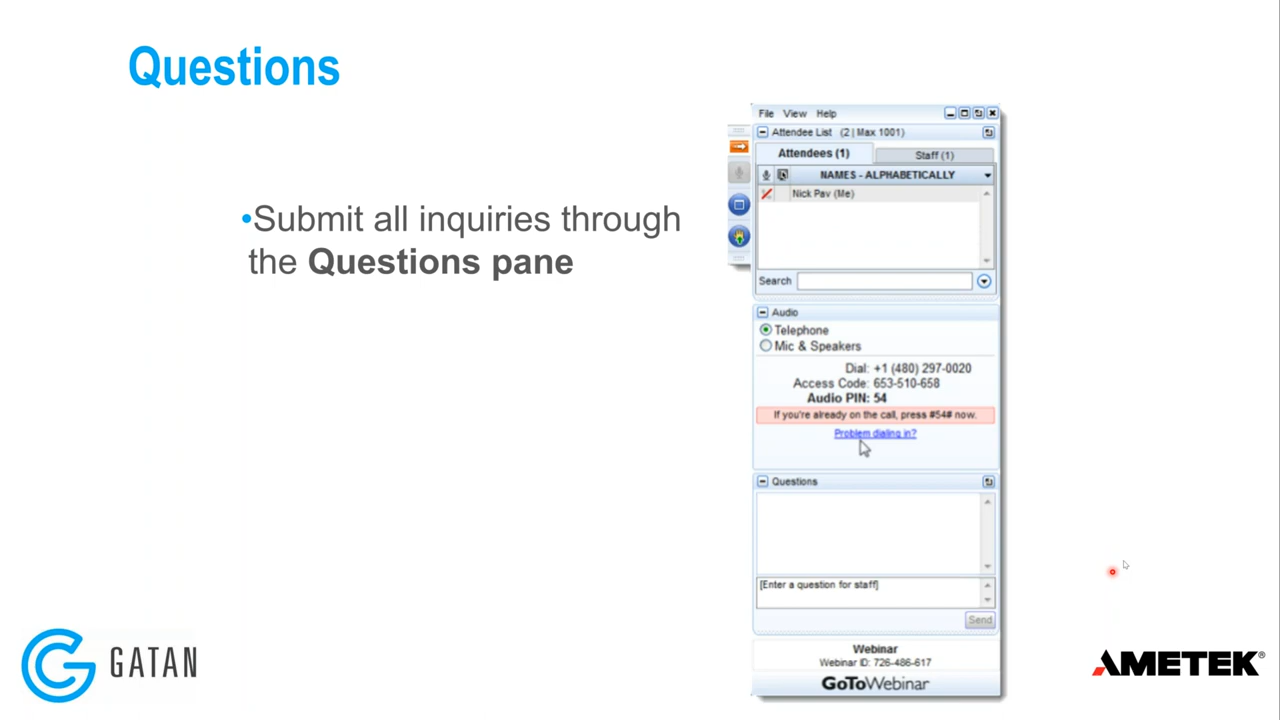 Questions
•Submit all inquiries through
the Questions pane
File View Help
Attendee List (2 | Max 1001)
Attendees (1)
Staff (1)
NAMES - ALPHABETICALLY
Nick Pav (Me)
Search
Audio
Telephone
Mic & Speakers
Dial: +1 (480) 297-0020
Access Code: 653-510-658
Audio PIN: 54
If you're already on the call, press #54# now.
Problem dialing in?
Questions
[Enter a question for staff]
Send
Webinar
Webinar ID: 726-486-617
GoToWebinar
GATAN
AMETEK®